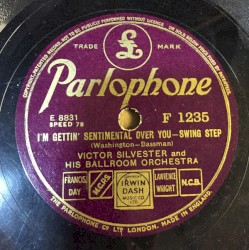 £
TRADE MARK
Parlophone
E 8831
SPEED 78
F 1235
I'M GETTIN' SENTIMENTAL OVER YOU—SWING STEP
(Washington-Bassman)
VICTOR SILVESTER and
HIS BALLROOM ORCHESTRA
FRANCIS, DAY
M.C.P.S.
IRWIN DASH
MUSIC CO. LTD
LAWRENCE WRIGHT
N.C.B.
THE PARLOPHONE CO LTD LONDON. MADE IN ENGLAND.